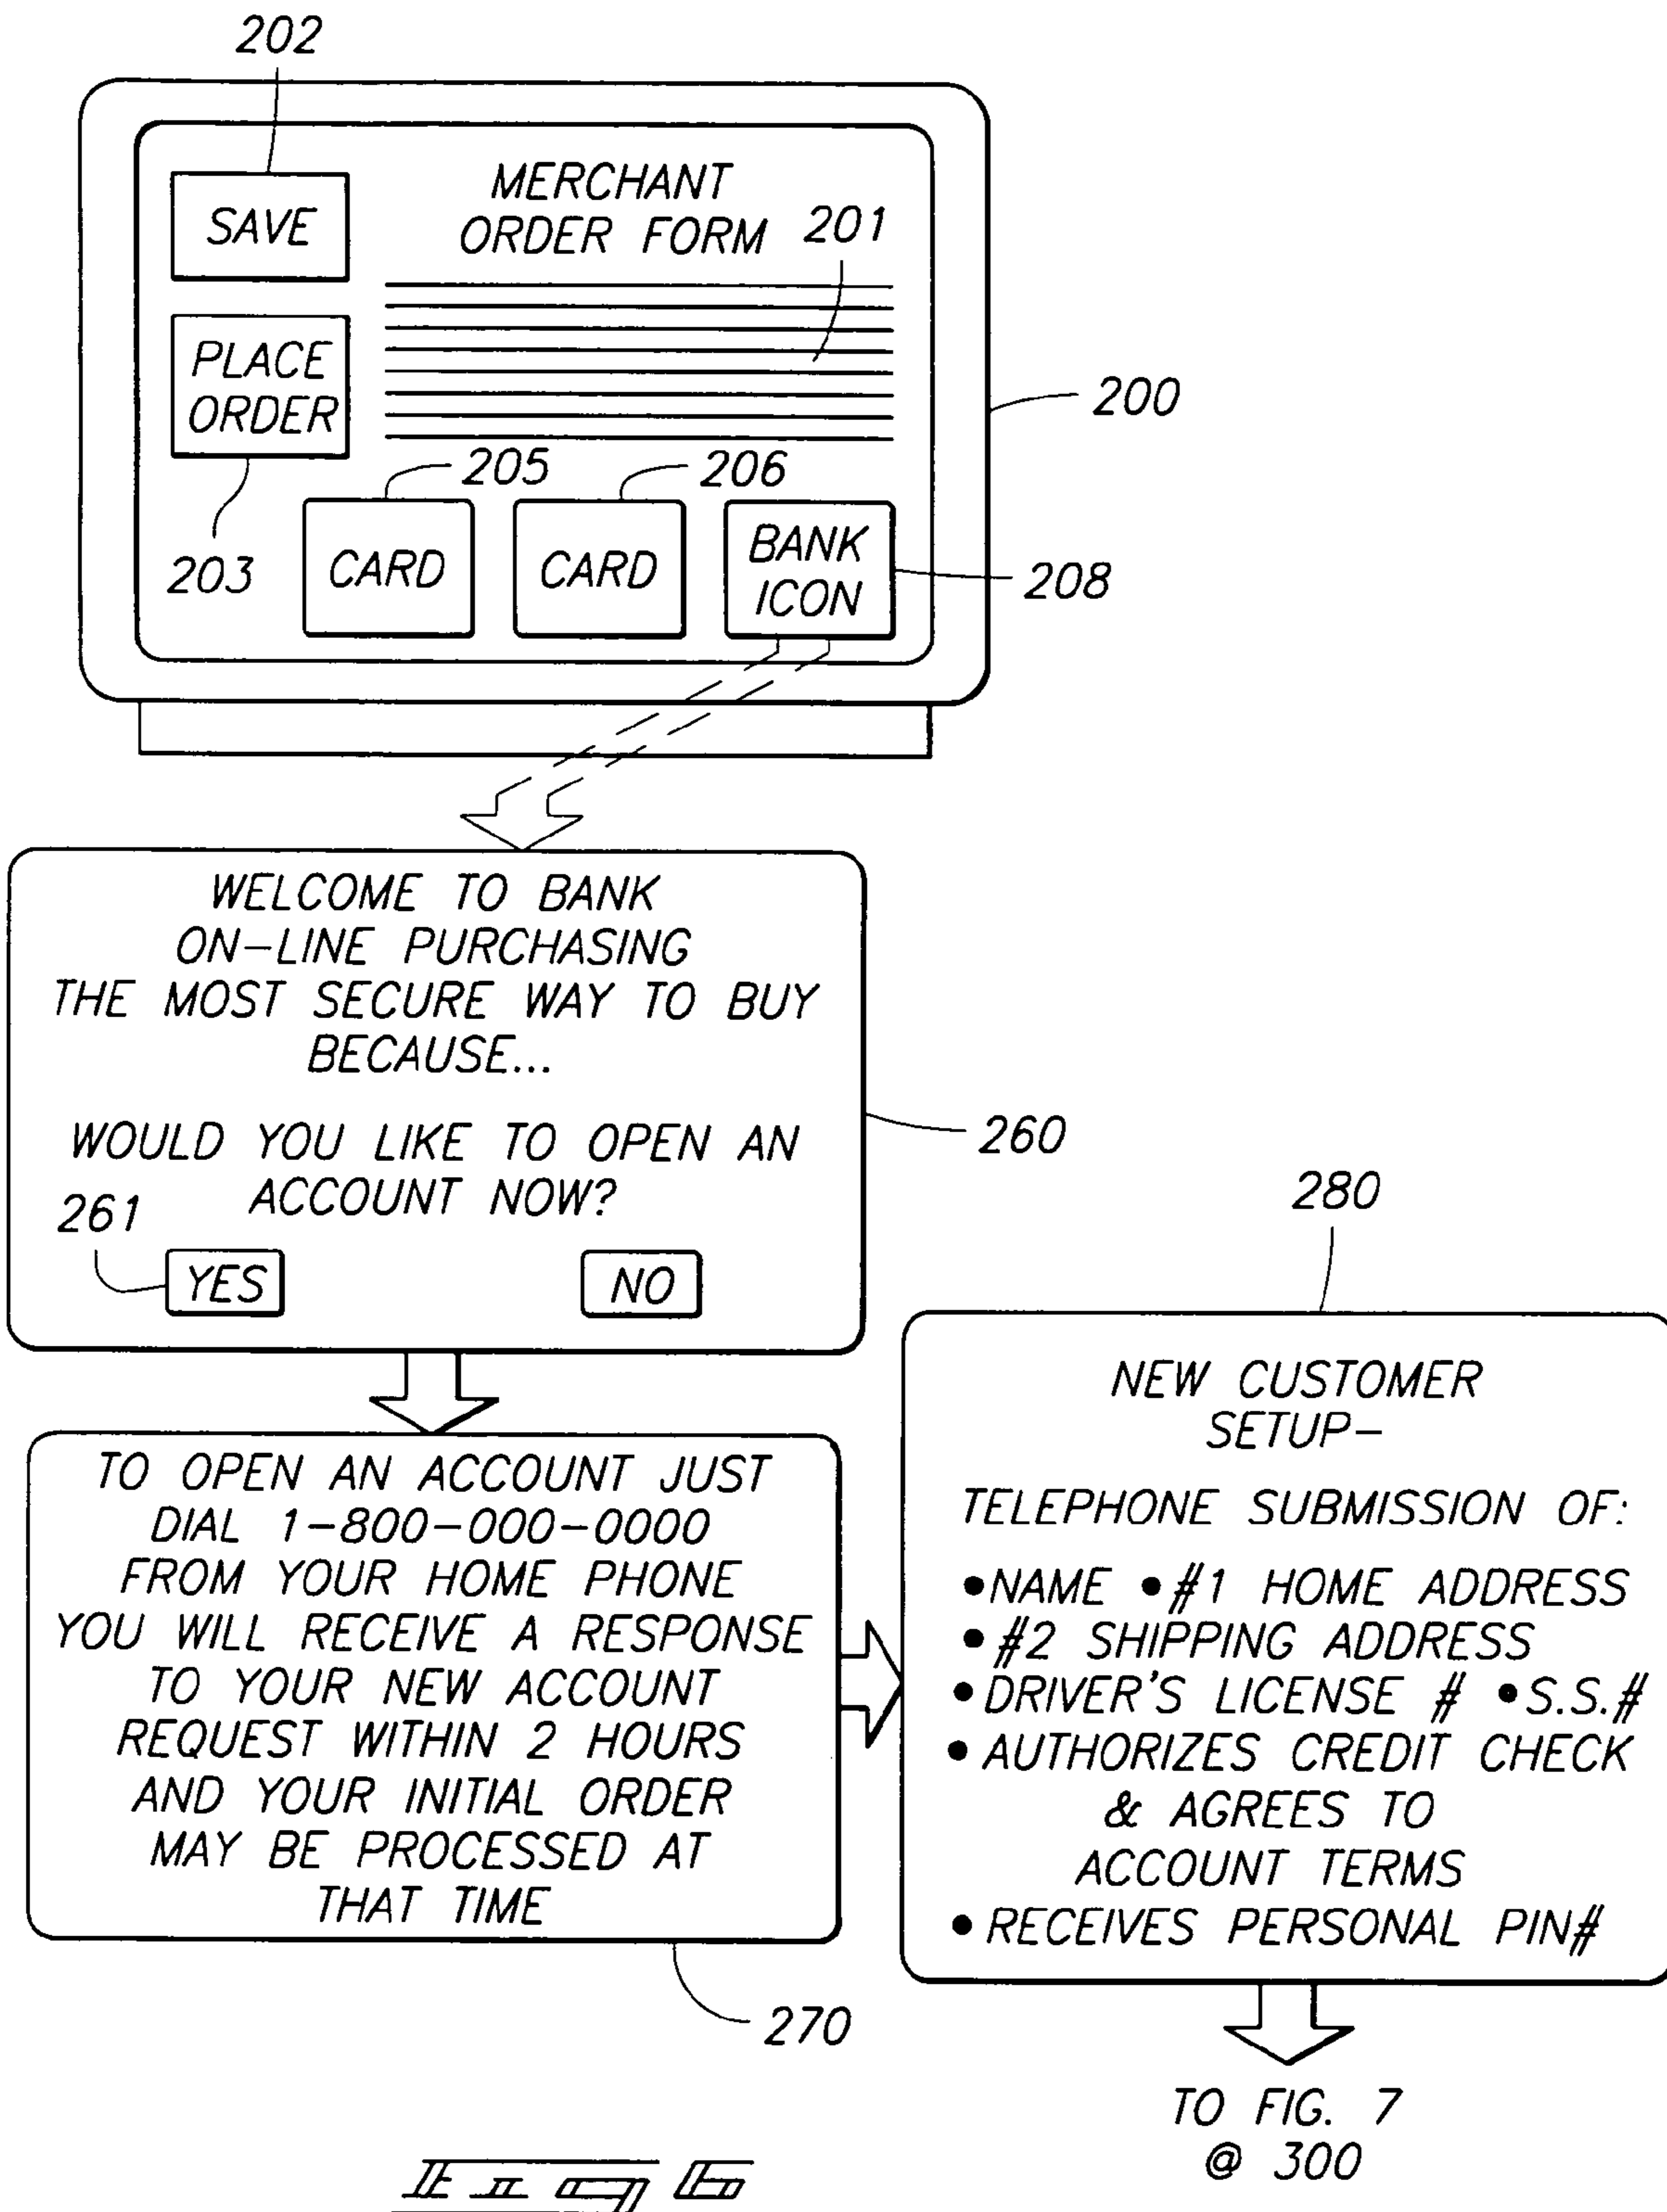 202
SAVE
MERCHANT
ORDER FORM
201
PLACE
ORDER
200
203
205
206
CARD
CARD
BANK
ICON
208
WELCOME TO BANK
ON-LINE PURCHASING
THE MOST SECURE WAY TO BUY
BECAUSE...
WOULD YOU LIKE TO OPEN AN
ACCOUNT NOW?
260
261
YES
NO
TO OPEN AN ACCOUNT JUST
DIAL 1-800-000-0000
FROM YOUR HOME PHONE
YOU WILL RECEIVE A RESPONSE
TO YOUR NEW ACCOUNT
REQUEST WITHIN 2 HOURS
AND YOUR INITIAL ORDER
MAY BE PROCESSED AT
THAT TIME
270
280
NEW CUSTOMER
SETUP-
TELEPHONE SUBMISSION OF:
•NAME •#1 HOME ADDRESS
• #2 SHIPPING ADDRESS
• DRIVER'S LICENSE # •S.S.#
• AUTHORIZES CREDIT CHECK
& AGREES TO
ACCOUNT TERMS
• RECEIVES PERSONAL PIN#
TO FIG. 7
@ 300
Fig 6